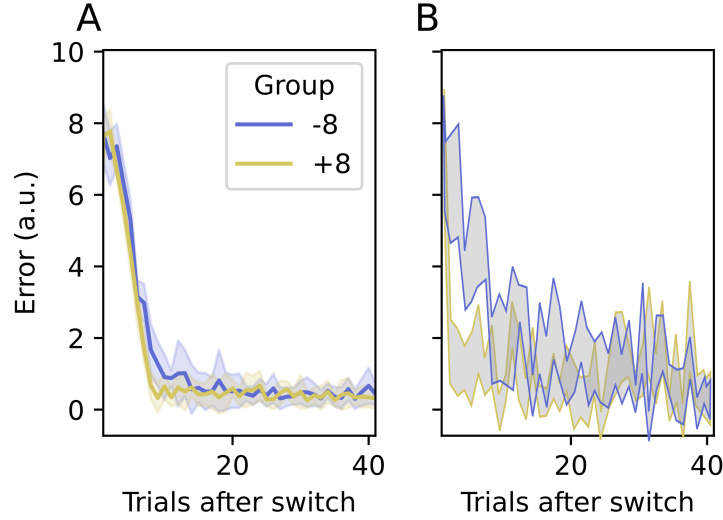 A
B
10
8
6
4
2
0
Error (a.u.)
Group
-8
+8
20
40
20
40
Trials after switch
Trials after switch